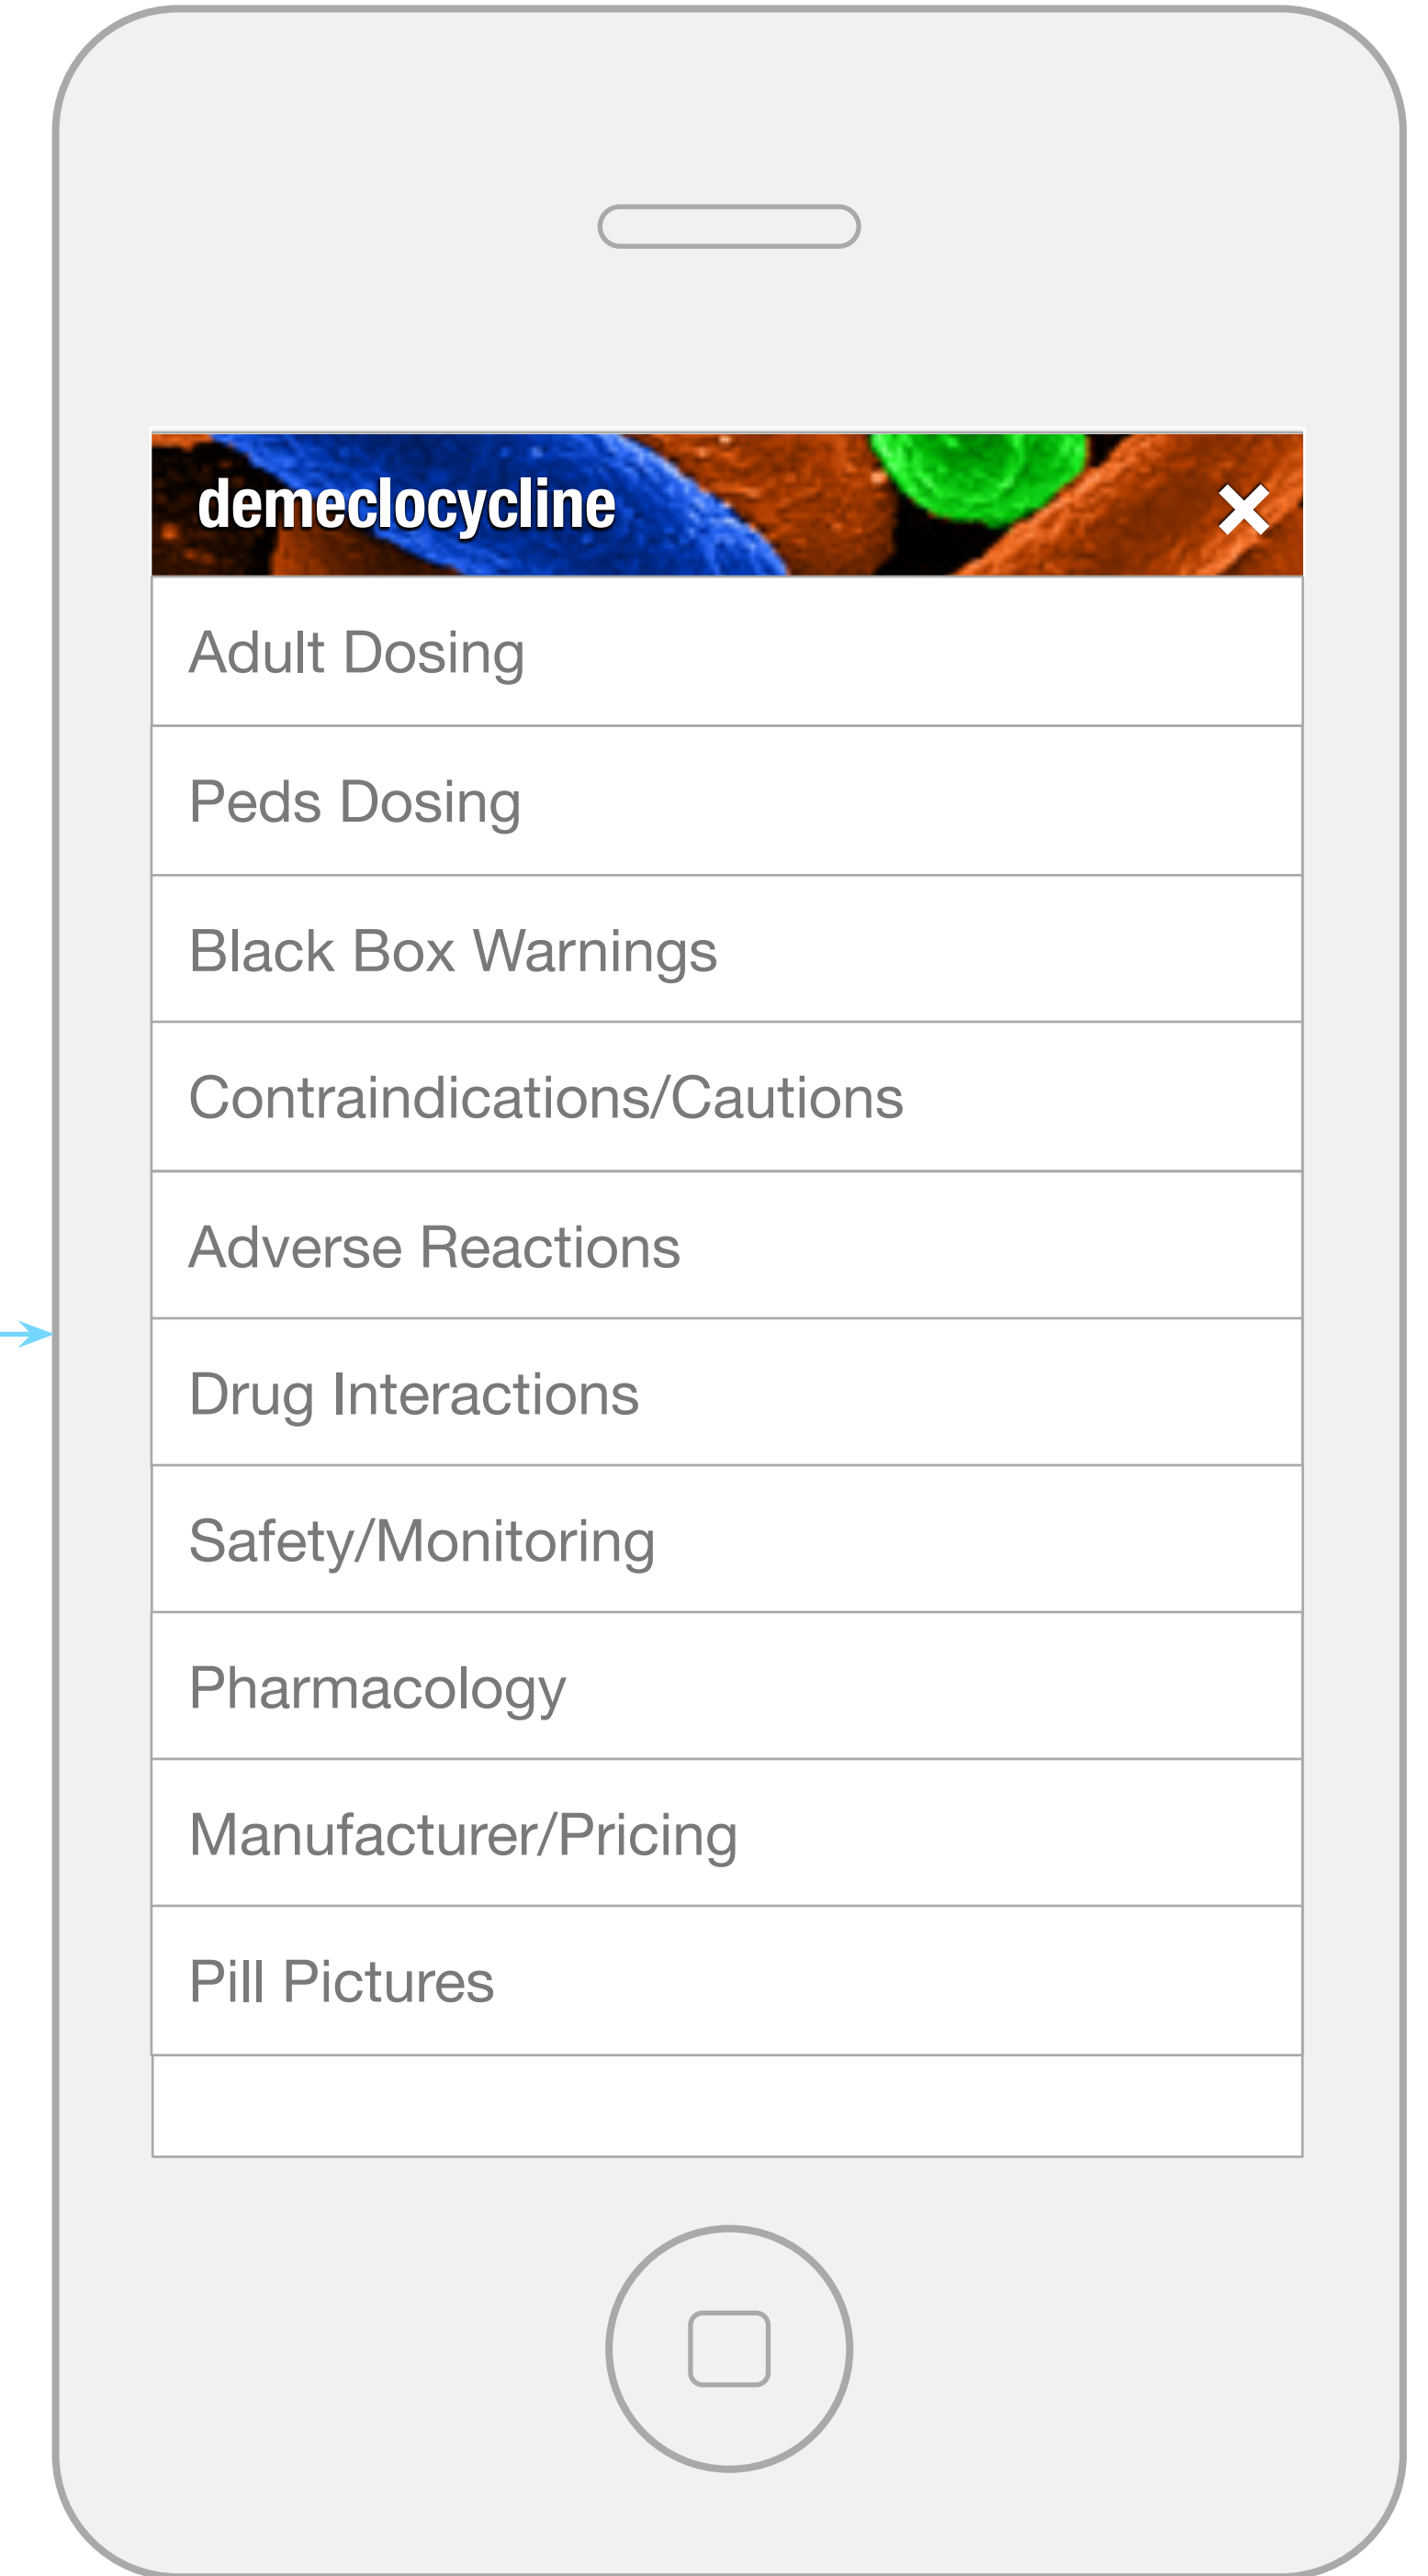 demeclocycline
Adult Dosing
Peds Dosing
Black Box Warnings
Contraindications/Cautions
Adverse Reactions
Drug Interactions
Safety/Monitoring
Pharmacology
Manufacturer/Pricing
Pill Pictures